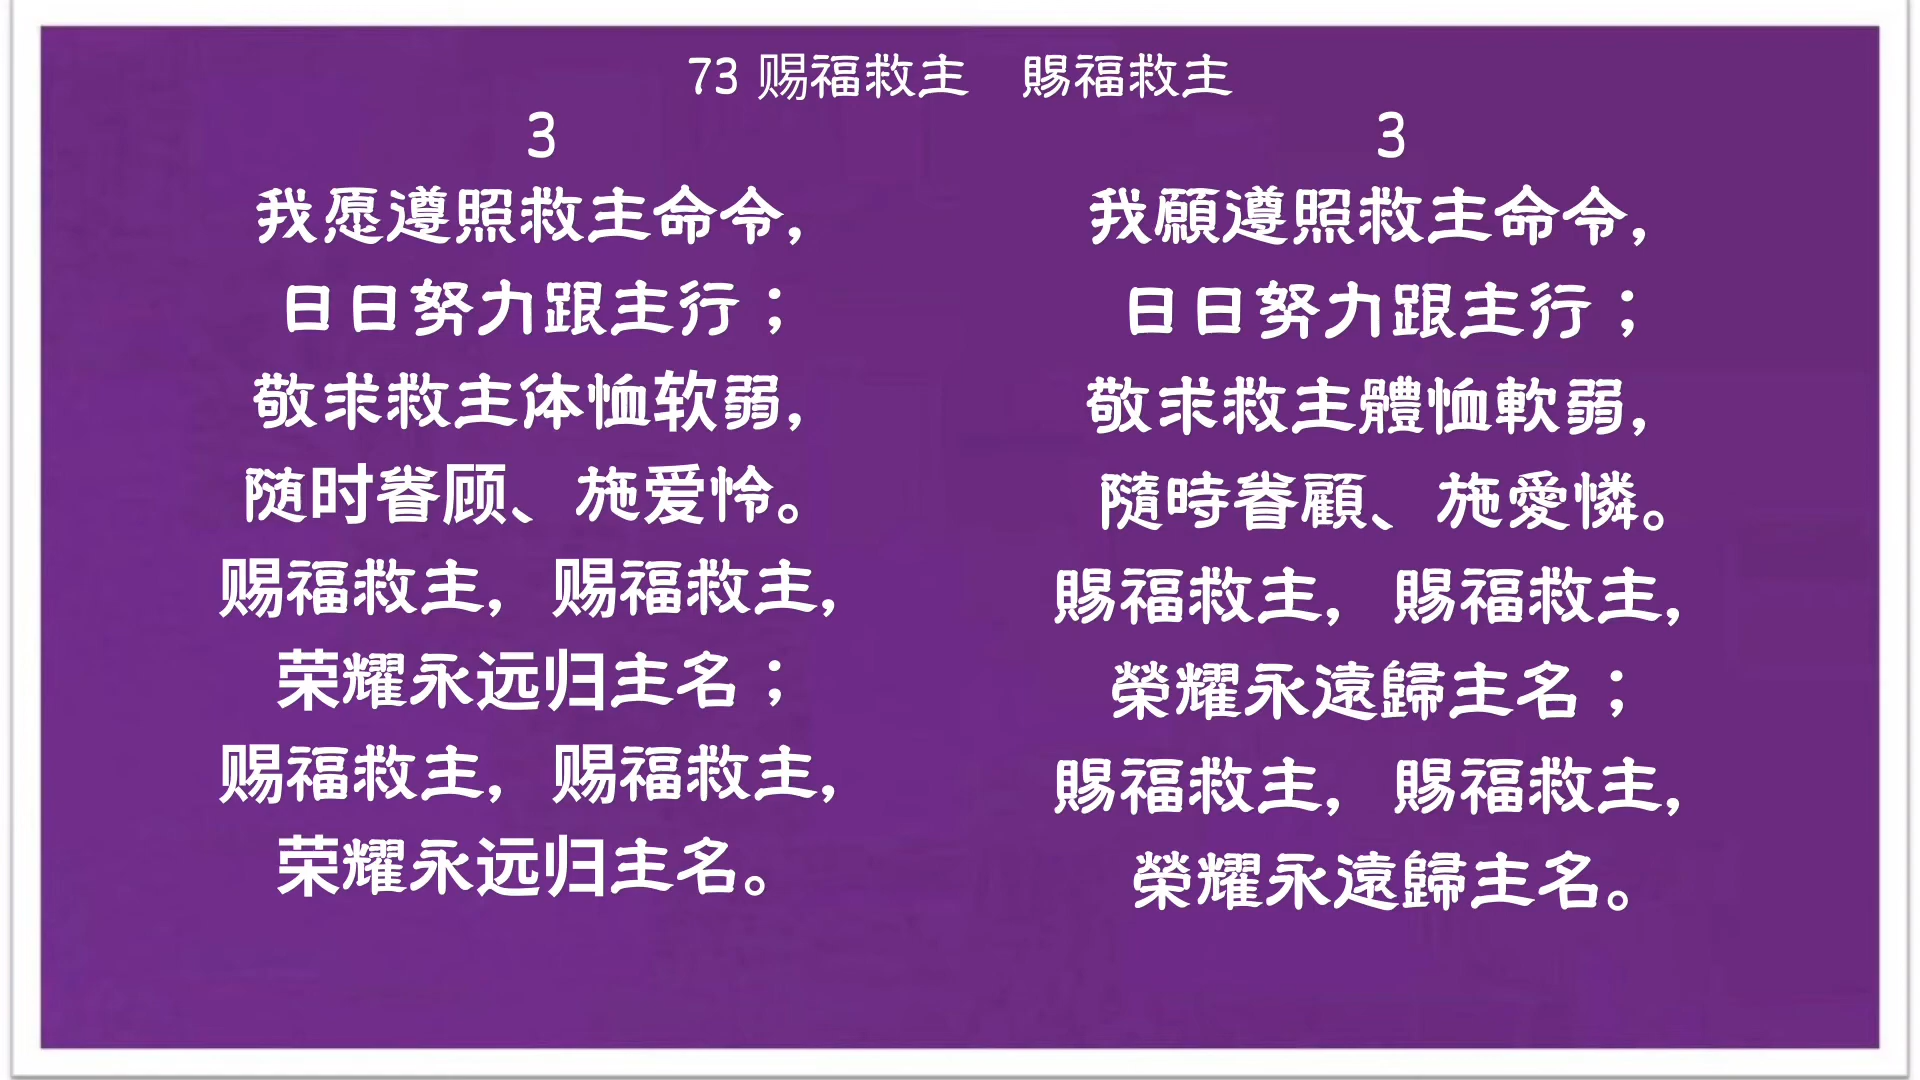 73 赐福救主　賜福救主
3
我愿遵照救主命令，
日日努力跟主行；
敬求救主体恤软弱，
随时眷顾、施爱怜。
赐福救主，赐福救主，
荣耀永远归主名；
赐福救主，赐福救主，
荣耀永远归主名。
3
我願遵照救主命令，
日日努力跟主行；
敬求救主體恤軟弱，
隨時眷顧、施愛憐。
賜福救主，賜福救主，
榮耀永遠歸主名；
賜福救主，賜福救主，
榮耀永遠歸主名。